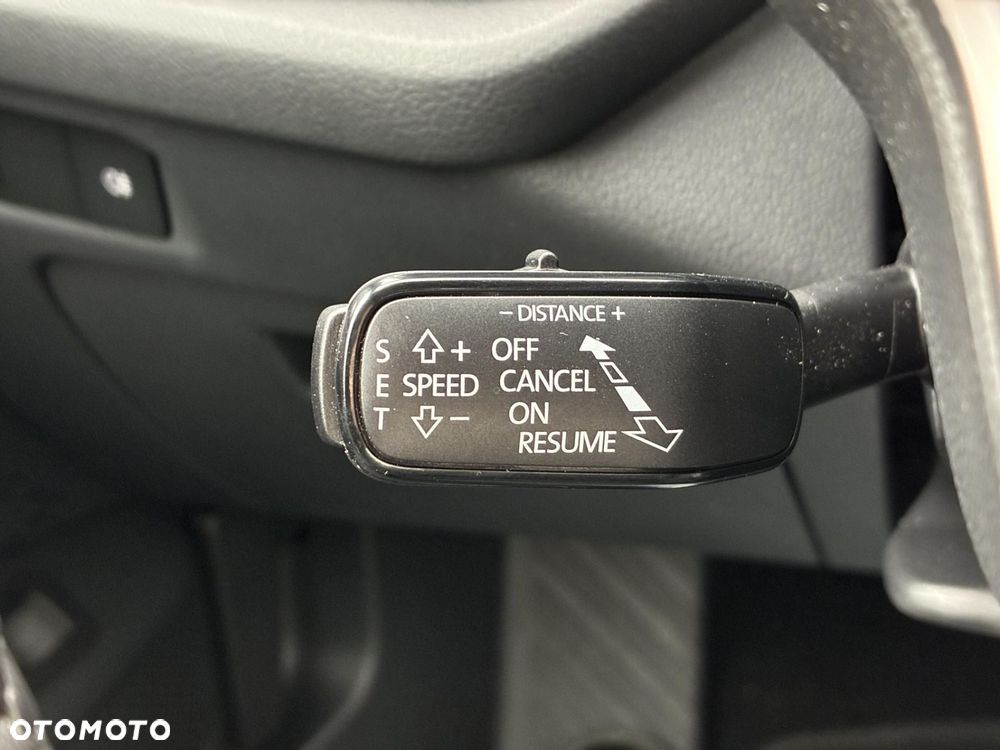 − DISTANCE +
S + OFF
E SPEED CANCEL
T − ON
RESUME
OTOMOTO